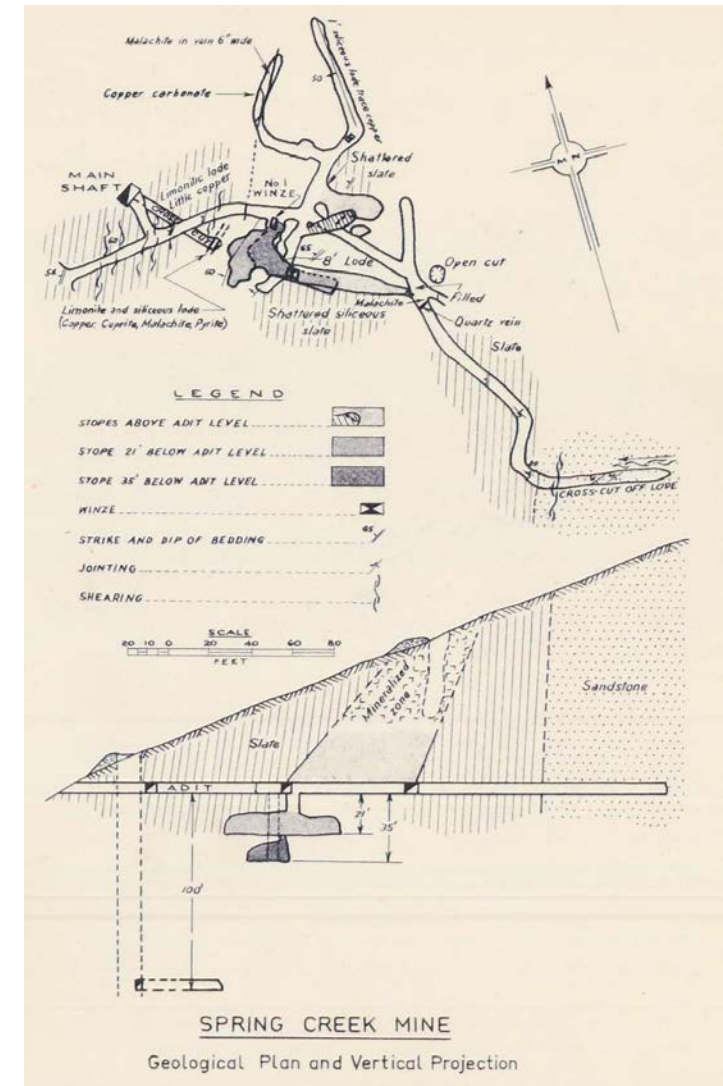 Malachite in vein 6" wide
Copper carbonate
1' siliceous lode trace copper
50
MAIN
SHAFT
Limonitic lode
Little copper
No 1
WINZE
Shattered
slate
CROSS CUT
65
8' Lode
Open cut
Filled
Malachite
Quartz vein
60
60
54
Limonite and siliceous lode
(Copper, Cuprite, Malachite, Pyrite)
Shattered siliceous
slate
Slate
MN
CROSS-CUT OFF LODE
LEGEND
STOPES ABOVE ADIT LEVEL
STOPE 21' BELOW ADIT LEVEL
STOPE 35' BELOW ADIT LEVEL
WINZE
STRIKE AND DIP OF BEDDING
65
JOINTING
SHEARING
SCALE
20 10 0 20 40 60 80
FEET
Mineralized
zone
Sandstone
Slate
ADIT
21'
35'
100'
SPRING CREEK MINE
Geological Plan and Vertical Projection